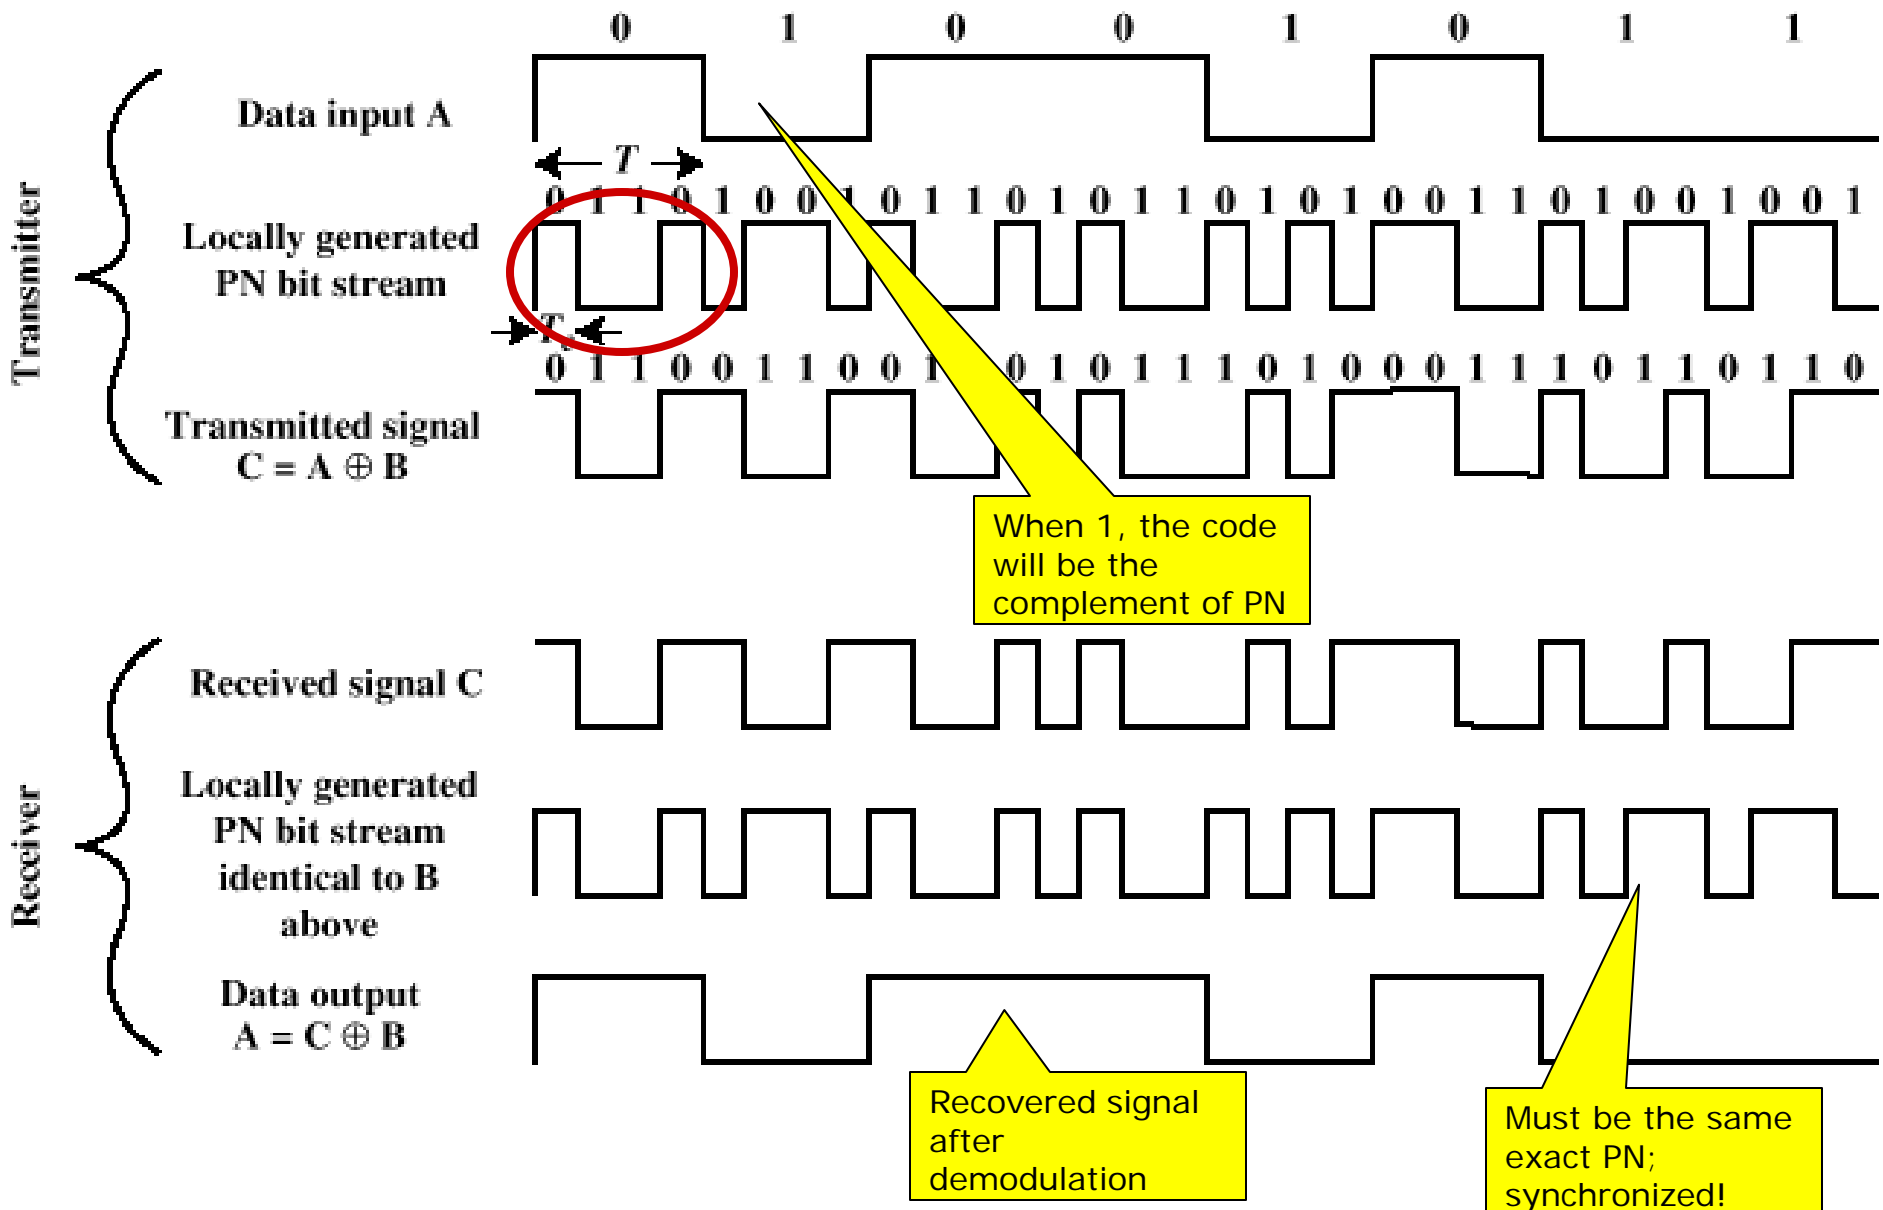 0 1 0 0 1 0 1 1
Data input A
T
0 1 1 0 1 0 0 1 0 1 1 0 1 0 1 1 0 1 0 1 0 0 1 1 0 1 0 0 1 0 0 1
Locally generated
PN bit stream
T
0 1 1 0 0 1 1 0 0 1 0 1 0 1 1 1 0 1 0 0 0 1 1 1 0 1 1 0 1 1 0
Transmitted signal
C = A ⊕ B
Transmitter
When 1, the code
will be the
complement of PN
Received signal C
Locally generated
PN bit stream
identical to B
above
Data output
A = C ⊕ B
Receiver
Recovered signal
after
demodulation
Must be the same
exact PN;
synchronized!